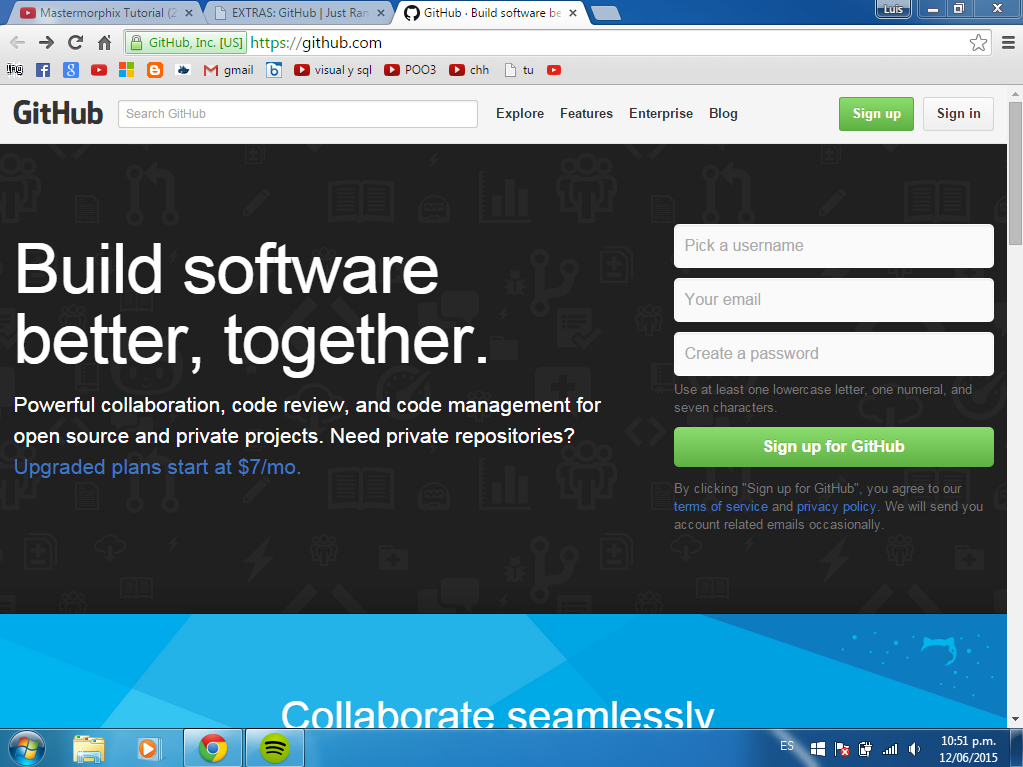 Mastermorphix Tutorial (2
EXTRAS: GitHub | Just Ran
GitHub · Build software be
Luis
GitHub, Inc. [US] https://github.com
gmail
visual y sql
POO3
chh
tu
GitHub
Search GitHub
Explore
Features
Enterprise
Blog
Sign up
Sign in
Build software
better, together.
Powerful collaboration, code review, and code management for
open source and private projects. Need private repositories?
Upgraded plans start at $7/mo.
Pick a username
Your email
Create a password
Use at least one lowercase letter, one numeral, and
seven characters.
Sign up for GitHub
By clicking "Sign up for GitHub", you agree to our
terms of service and privacy policy. We will send you
account related emails occasionally.
Collaborate seamlessly
ES
10:51 p.m.
12/06/2015